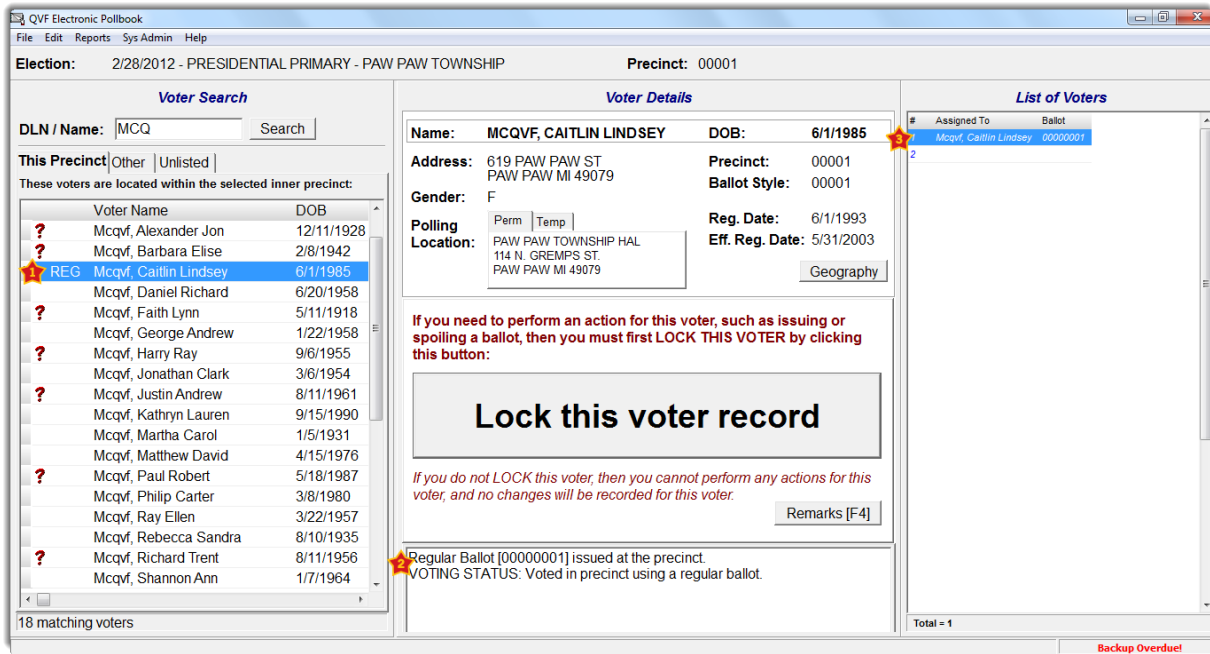 QVF Electronic Pollbook
File Edit Reports Sys Admin Help
Election: 2/28/2012 - PRESIDENTIAL PRIMARY - PAW PAW TOWNSHIP Precinct: 00001
Voter Search
DLN / Name: MCQ Search
This Precinct Other Unlisted
These voters are located within the selected inner precinct:
Voter Name DOB
? Mcqvf, Alexander Jon 12/11/1928
? Mcqvf, Barbara Elise 2/8/1942
1 REG Mcqvf, Caitlin Lindsey 6/1/1985
Mcqvf, Daniel Richard 6/20/1958
? Mcqvf, Faith Lynn 5/11/1918
Mcqvf, George Andrew 1/22/1958
? Mcqvf, Harry Ray 9/6/1955
Mcqvf, Jonathan Clark 3/6/1954
? Mcqvf, Justin Andrew 8/11/1961
Mcqvf, Kathryn Lauren 9/15/1990
Mcqvf, Martha Carol 1/5/1931
Mcqvf, Matthew David 4/15/1976
? Mcqvf, Paul Robert 5/18/1987
Mcqvf, Philip Carter 3/8/1980
Mcqvf, Ray Ellen 3/22/1957
Mcqvf, Rebecca Sandra 8/10/1935
? Mcqvf, Richard Trent 8/11/1956
Mcqvf, Shannon Ann 1/7/1964
18 matching voters
Voter Details
Name: MCQVF, CAITLIN LINDSEY DOB: 6/1/1985
Address: 619 PAW PAW ST
PAW PAW MI 49079
Precinct: 00001
Ballot Style: 00001
Gender: F
Polling Location:
Perm Temp
PAW PAW TOWNSHIP HAL
114 N. GREMPS ST.
PAW PAW MI 49079
Reg. Date: 6/1/1993
Eff. Reg. Date: 5/31/2003
Geography
If you need to perform an action for this voter, such as issuing or
spoiling a ballot, then you must first LOCK THIS VOTER by clicking
this button:
Lock this voter record
If you do not LOCK this voter, then you cannot perform any actions for this
voter, and no changes will be recorded for this voter.
Remarks [F4]
2 Regular Ballot [00000001] issued at the precinct.
VOTING STATUS: Voted in precinct using a regular ballot.
List of Voters
# Assigned To Ballot
3 1 Mcqvf, Caitlin Lindsey 00000001
2
Total = 1
Backup Overdue!